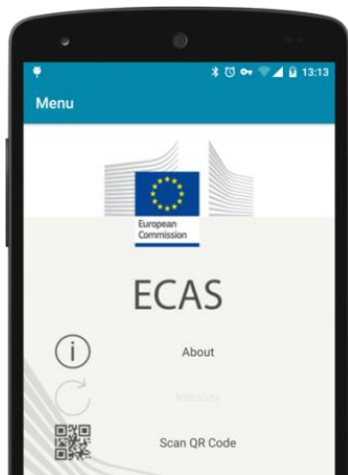 13:13
Menu
European
Commission
ECAS
About
Initialize
Scan QR Code